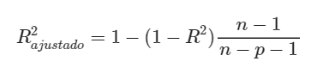 R²ajustado = 1 − (1 − R²) (n − 1)/(n − p − 1)